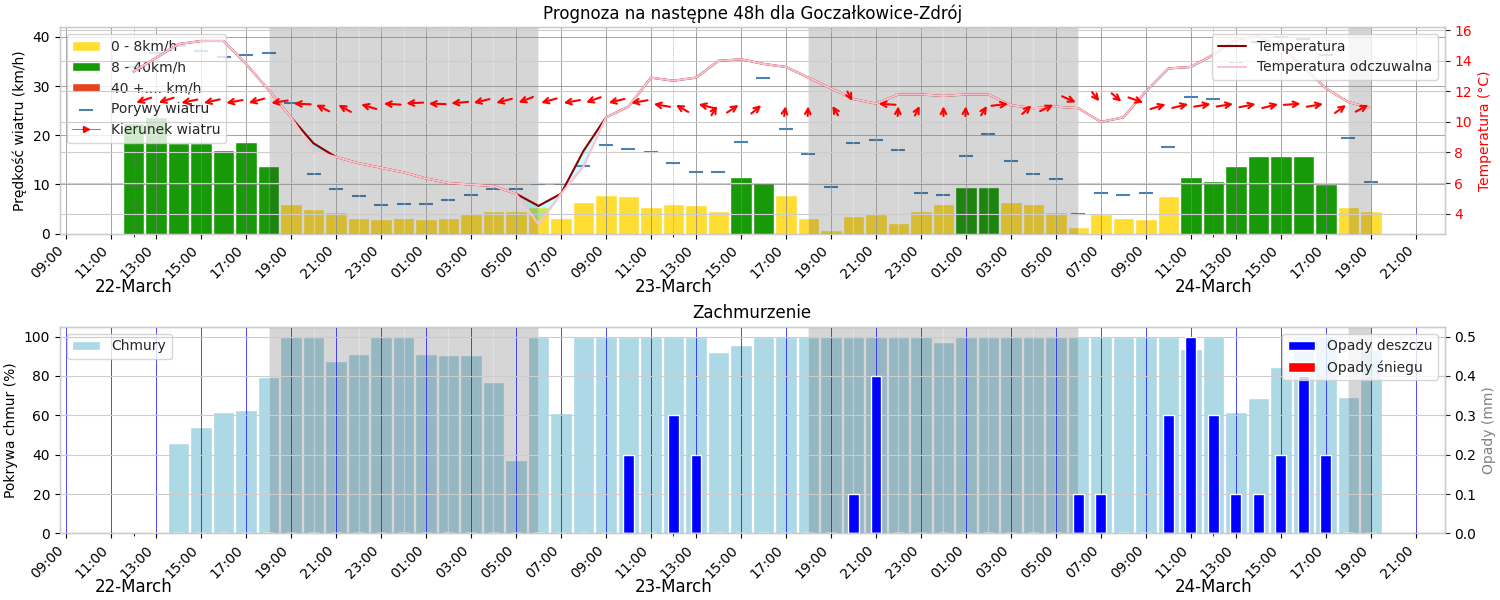 Prognoza na następne 48h dla Goczałkowice-Zdrój
Prędkość wiatru (km/h)
40
30
20
10
0
0 - 8km/h
8 - 40km/h
40 +.... km/h
Porywy wiatru
Kierunek wiatru
Temperatura
Temperatura odczuwalna
16
14
12
10
8
6
4
Temperatura (°C)
09:00 11:00 13:00 15:00 17:00 19:00 21:00 23:00 01:00 03:00 05:00 07:00 09:00 11:00 13:00 15:00 17:00 19:00 21:00 23:00 01:00 03:00 05:00 07:00 09:00 11:00 13:00 15:00 17:00 19:00 21:00
22-March 23-March 24-March
Zachmurzenie
Pokrywa chmur (%)
100
80
60
40
20
0
Chmury
Opady deszczu
Opady śniegu
0.5
0.4
0.3
0.2
0.1
0.0
Opady (mm)
09:00 11:00 13:00 15:00 17:00 19:00 21:00 23:00 01:00 03:00 05:00 07:00 09:00 11:00 13:00 15:00 17:00 19:00 21:00 23:00 01:00 03:00 05:00 07:00 09:00 11:00 13:00 15:00 17:00 19:00 21:00
22-March 23-March 24-March